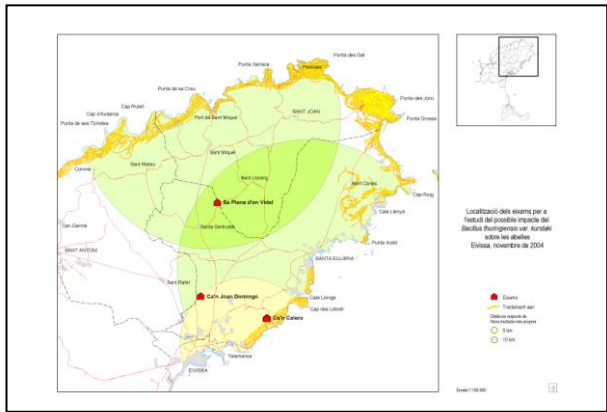 Punta des Gat
Portinatx
Punta Xarraca
Punta de sa Creu
Cap Rubió
Cap d'Aubarca
Punta de ses Torretes
Port de Sant Miquel
SANT JOAN
Punta des Jonc
Punta Grossa
Corona
Sant Mateu
Sant Miquel
Sant Llorenç
Sant Carles
Cap Roig
Sa Plana d'en Vidal
Cala Llenya
Can Germà
Santa Gertrudis
Punta Arabí
SANT ANTONI
SANTA EULÀRIA
Sant Rafel
Ca'n Joan Domingo
Cala Llonga
Cap des Llibrell
Ca'n Calero
Talamanca
EIVISSA
Localització dels eixams per a
l'estudi del possible impacte del
Bacillus thuringiensis var. kurstaki
sobre les abelles
Eivissa, novembre de 2004
Eixams
Tractament aeri
Distància respecte de
5 km
10 km